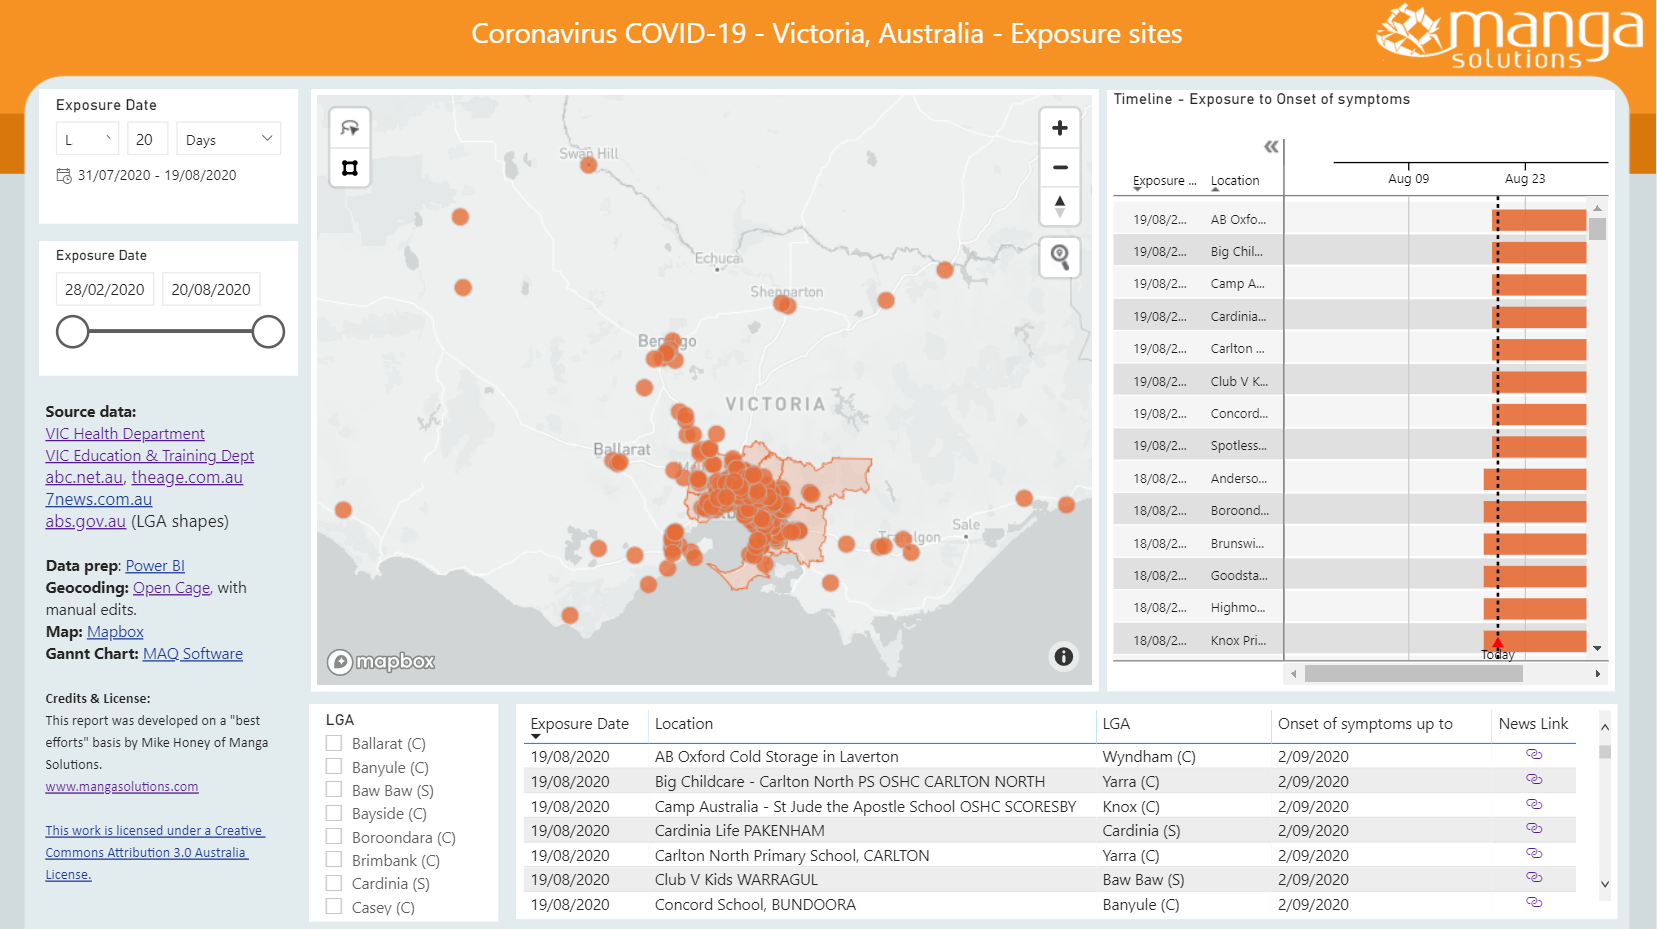 Coronavirus COVID-19 - Victoria, Australia - Exposure sites
manga
solutions
Exposure Date
L
20
Days
31/07/2020 - 19/08/2020
Exposure Date
28/02/2020
20/08/2020
Source data:
VIC Health Department
VIC Education & Training Dept
abc.net.au, theage.com.au
7news.com.au
abs.gov.au (LGA shapes)
Data prep: Power BI
Geocoding: Open Cage, with
manual edits.
Map: Mapbox
Gannt Chart: MAQ Software
Credits & License:
This report was developed on a "best
efforts" basis by Mike Honey of Manga
Solutions.
www.mangasolutions.com
This work is licensed under a Creative
Commons Attribution 3.0 Australia
License.
Swan Hill
Echuca
Shepparton
VICTORIA
Ballarat
Sale
mapbox
Timeline - Exposure to Onset of symptoms
Aug 09
Aug 23
Exposure ... Location
19/08/2... AB Oxfo...
19/08/2... Big Chil...
19/08/2... Camp A...
19/08/2... Cardinia...
19/08/2... Carlton ...
19/08/2... Club V K...
19/08/2... Concord...
19/08/2... Spotless...
18/08/2... Anderso...
18/08/2... Boroond...
18/08/2... Brunswi...
18/08/2... Goodsta...
18/08/2... Highmo...
18/08/2... Knox Pri...
Today
LGA
Ballarat (C)
Banyule (C)
Baw Baw (S)
Bayside (C)
Boroondara (C)
Brimbank (C)
Cardinia (S)
Casey (C)
Exposure Date Location LGA Onset of symptoms up to News Link
19/08/2020 AB Oxford Cold Storage in Laverton Wyndham (C) 2/09/2020
19/08/2020 Big Childcare - Carlton North PS OSHC CARLTON NORTH Yarra (C) 2/09/2020
19/08/2020 Camp Australia - St Jude the Apostle School OSHC SCORESBY Knox (C) 2/09/2020
19/08/2020 Cardinia Life PAKENHAM Cardinia (S) 2/09/2020
19/08/2020 Carlton North Primary School, CARLTON Yarra (C) 2/09/2020
19/08/2020 Club V Kids WARRAGUL Baw Baw (S) 2/09/2020
19/08/2020 Concord School, BUNDOORA Banyule (C) 2/09/2020